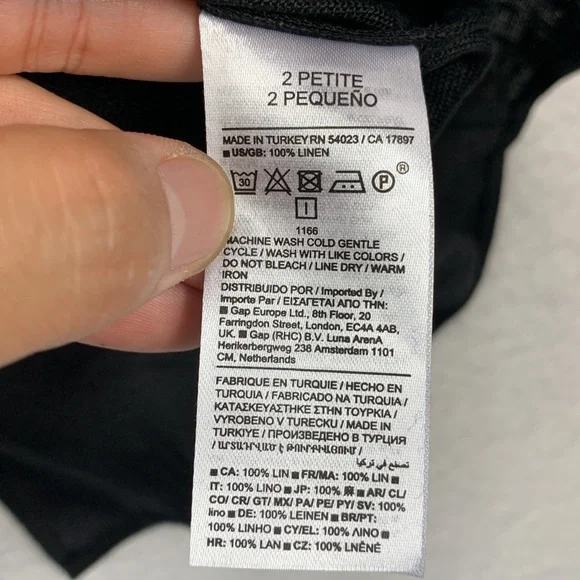 2 PETITE
2 PEQUEÑO
MADE IN TURKEY RN 54023 / CA 17897
■ US/GB: 100% LINEN
30 P ®
I
1166
MACHINE WASH COLD GENTLE
CYCLE / WASH WITH LIKE COLORS /
DO NOT BLEACH / LINE DRY / WARM
IRON
DISTRIBUIDO POR / Imported By /
Importe Par / ΕΙΣΑΓΕΤΑΙ ΑΠΟ ΤΗΝ:
■ Gap Europe Ltd., 8th Floor, 20
Farringdon Street, London, EC4A 4AB,
UK. ■ Gap (RHC) B.V. Luna ArenA
Herikerbergweg 238 Amsterdam 1101
CM, Netherlands
FABRIQUE EN TURQUIE / HECHO EN
TURQUIA / FABRICADO NA TURQUIA /
ΚΑΤΑΣΚΕΥΑΣΤΗΚΕ ΣΤΗΝ ΤΟΥΡΚΙΑ /
VYROBENO V TURECKU / MADE IN
TURKIYE / ПРОИЗВЕДЕНО В ТУРЦИЯ
/ ԱՐՏԱԴՐՎԱԾ Է ԹՈՒՐՔԻԱՅՈՒՄ /
تصنع في تركيا
■ CA: 100% LIN ■ FR/MA: 100% LIN ■
IT: 100% LINO ■ JP: 100% 麻 ■ AR/ CL/
CO/ CR/ GT/ MX/ PA/ PE/ PY/ SV: 100%
lino ■ DE: 100% LEINEN ■ BR/PT:
100% LINHO ■ CY/EL: 100% ΛΙΝΟ ■
HR: 100% LAN ■ CZ: 100% LNĚNÉ